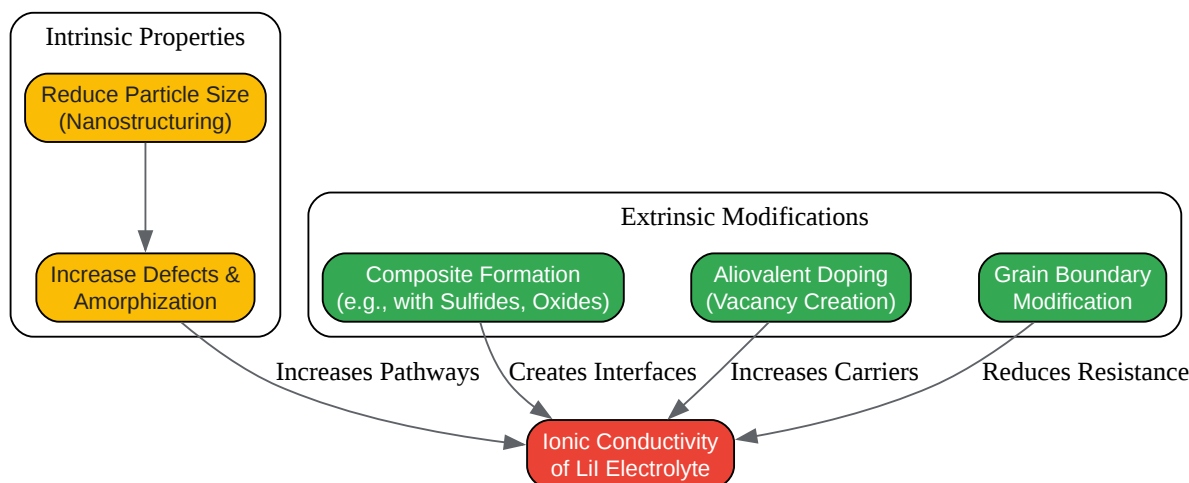 Intrinsic Properties
Reduce Particle Size
(Nanostructuring)
Increase Defects &
Amorphization
Extrinsic Modifications
Composite Formation
(e.g., with Sulfides, Oxides)
Aliovalent Doping
(Vacancy Creation)
Grain Boundary
Modification
Increases Pathways
Creates Interfaces
Increases Carriers
Reduces Resistance
Ionic Conductivity
of LiI Electrolyte